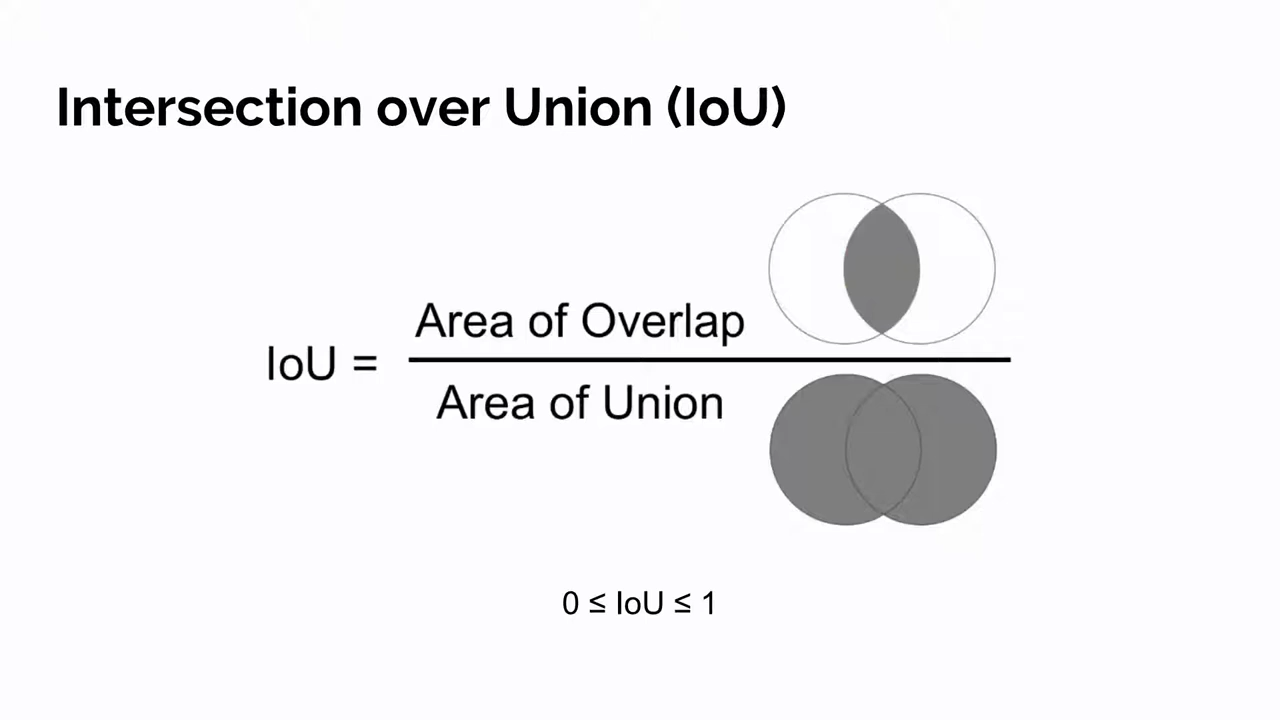 Intersection over Union (IoU)
IoU =
Area of Overlap
Area of Union
0 ≤ IoU ≤ 1